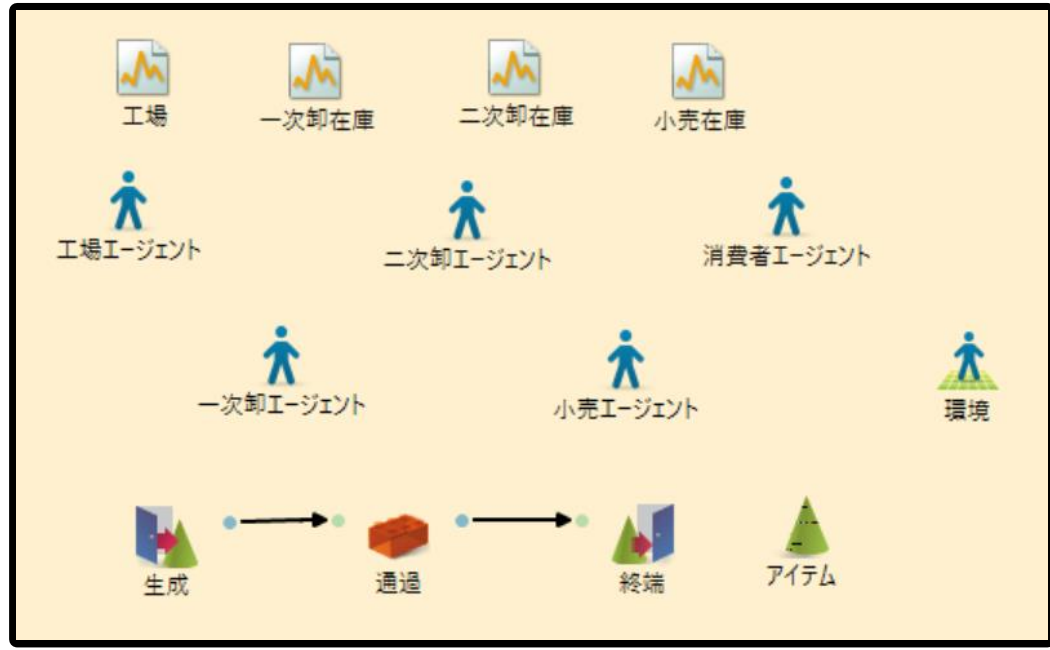 工場
一次卸在庫
二次卸在庫
小売在庫
工場エージェント
二次卸エージェント
消費者エージェント
一次卸エージェント
小売エージェント
環境
生成
通過
終端
アイテム